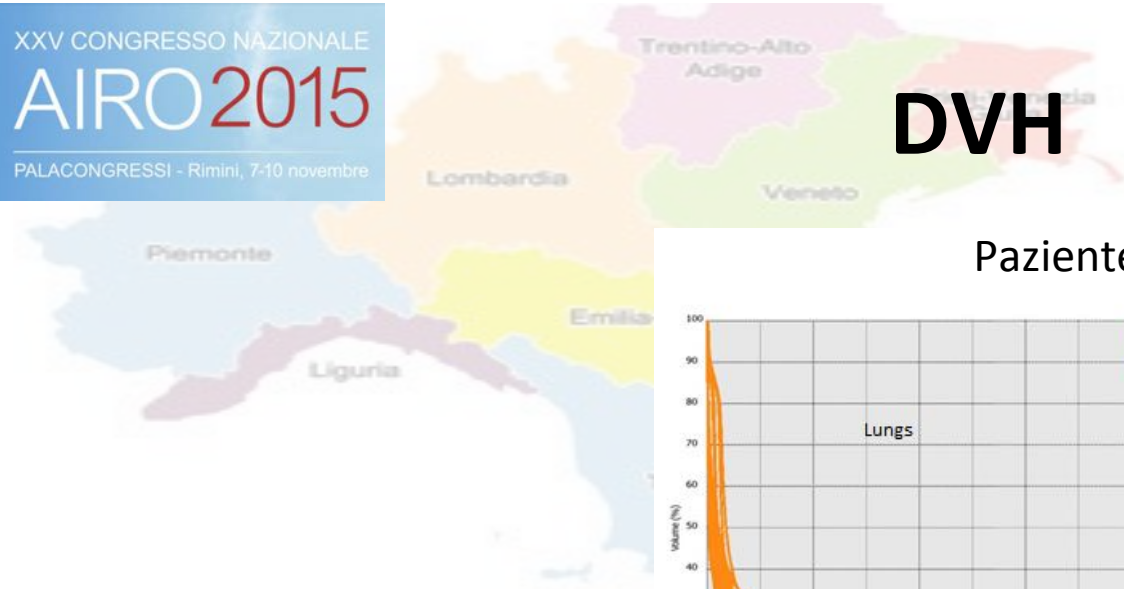 XXV CONGRESSO NAZIONALE
AIRO2015
PALACONGRESSI - Rimini, 7-10 novembre
DVH
Trentino-Alto
Adige
Lombardia
Veneto
Piemonte
Emilia-
Liguria
Paziente
100
90
80
70
60
50
40
Volume (%)
Lungs